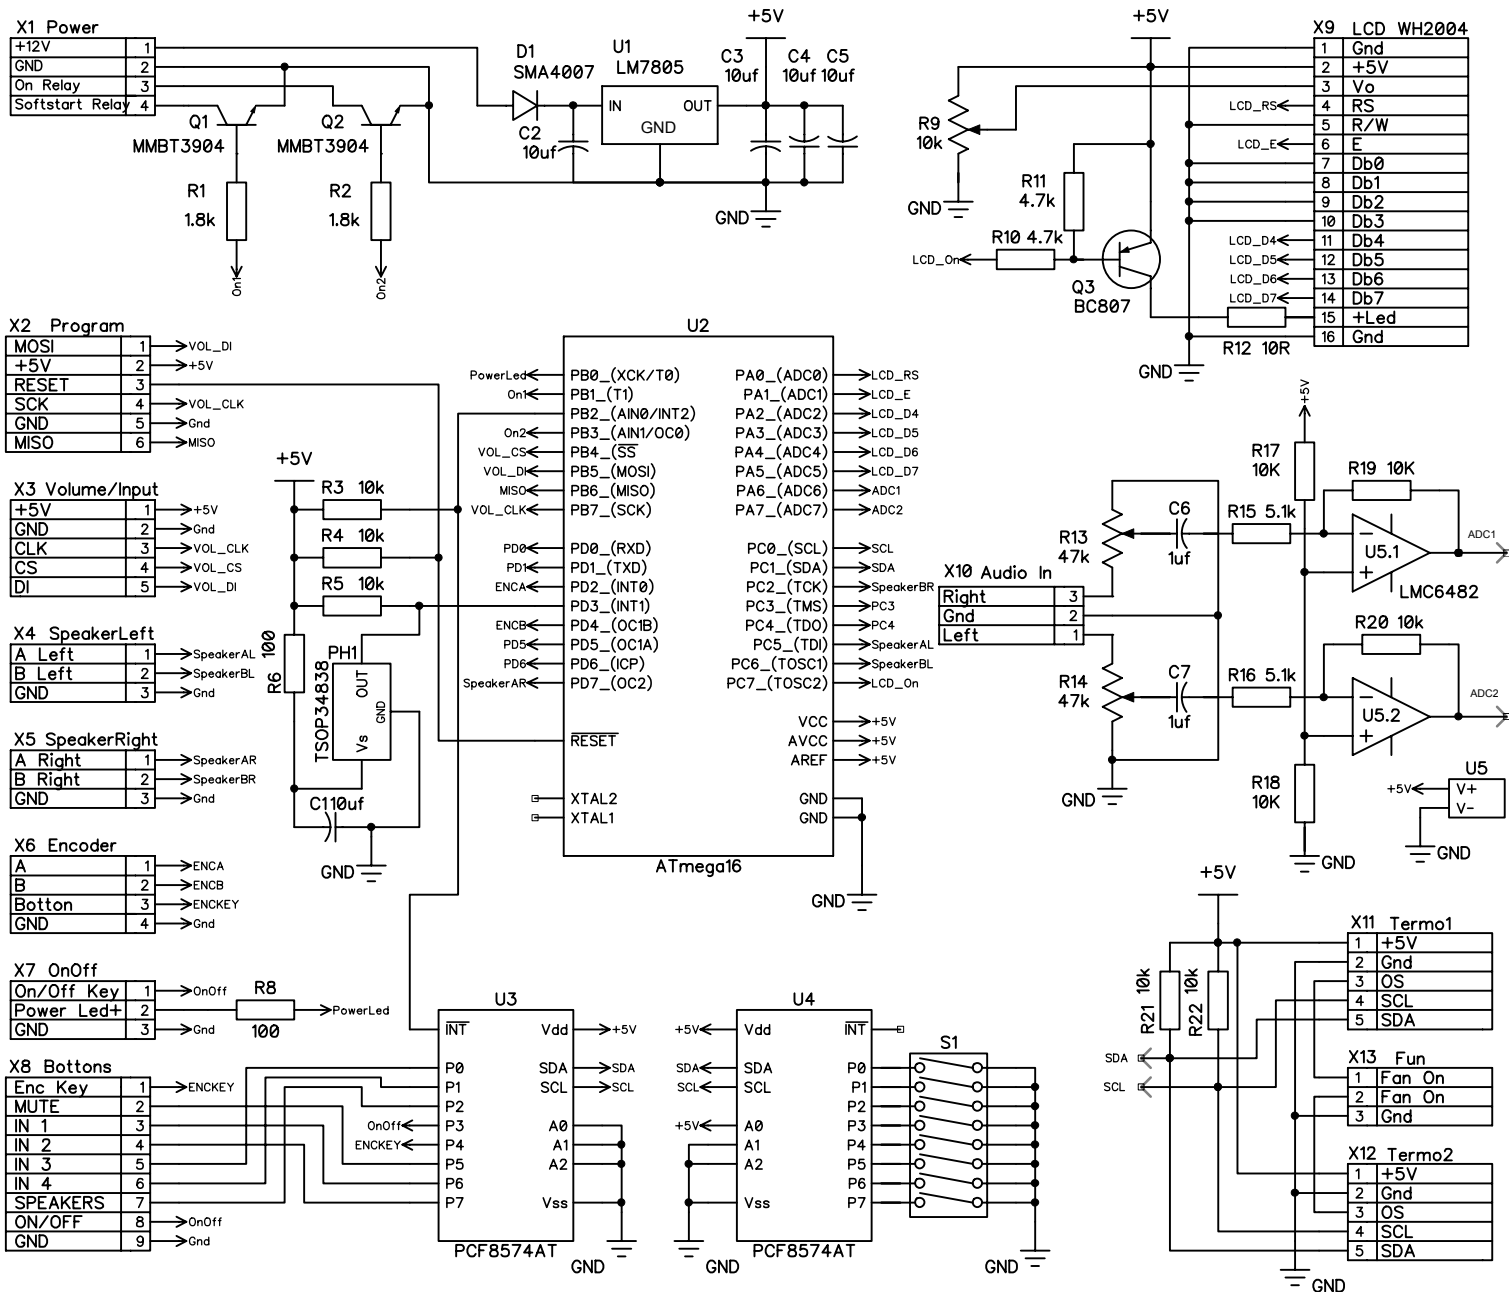 X1 Power
+12V 1
GND 2
On Relay 3
Softstart Relay 4
Q1
MMBT3904
Q2
MMBT3904
R1
1.8k
R2
1.8k
On1
On2
D1
SMA4007
C2
10uf
U1
LM7805
IN OUT
GND
+5V
C3
10uf
C4
10uf
C5
10uf
GND
+5V
R9
10k
GND
R11
4.7k
R10 4.7k
LCD_On
Q3
BC807
X9 LCD WH2004
1 Gnd
2 +5V
3 Vo
LCD_RS 4 RS
5 R/W
LCD_E 6 E
7 Db0
8 Db1
9 Db2
10 Db3
LCD_D4 11 Db4
LCD_D5 12 Db5
LCD_D6 13 Db6
LCD_D7 14 Db7
15 +Led
16 Gnd
R12 10R
GND
X2 Program
MOSI 1 VOL_DI
+5V 2 +5V
RESET 3
SCK 4 VOL_CLK
GND 5 Gnd
MISO 6 MISO
X3 Volume/Input
+5V 1 +5V
GND 2 Gnd
CLK 3 VOL_CLK
CS 4 VOL_CS
DI 5 VOL_DI
X4 SpeakerLeft
A Left 1 SpeakerAL
B Left 2 SpeakerBL
GND 3 Gnd
X5 SpeakerRight
A Right 1 SpeakerAR
B Right 2 SpeakerBR
GND 3 Gnd
X6 Encoder
A 1 ENCA
B 2 ENCB
Botton 3 ENCKEY
GND 4 Gnd
X7 OnOff
On/Off Key 1 OnOff
Power Led+ 2
GND 3 Gnd
R8
100
PowerLed
X8 Bottons
Enc Key 1 ENCKEY
MUTE 2
IN 1 3
IN 2 4
IN 3 5
IN 4 6
SPEAKERS 7
ON/OFF 8 OnOff
GND 9 Gnd
+5V
R3 10k
R4 10k
R5 10k
R6 100
PH1
TSOP34838
OUT
GND
Vs
C1 10uf
GND
U2
PowerLed PB0_(XCK/T0) PA0_(ADC0) LCD_RS
On1 PB1_(T1) PA1_(ADC1) LCD_E
PB2_(AIN0/INT2) PA2_(ADC2) LCD_D4
On2 PB3_(AIN1/OC0) PA3_(ADC3) LCD_D5
VOL_CS PB4_(SS PA4_(ADC4) LCD_D6
VOL_DI PB5_(MOSI) PA5_(ADC5) LCD_D7
MISO PB6_(MISO) PA6_(ADC6) ADC1
VOL_CLK PB7_(SCK) PA7_(ADC7) ADC2
PD0 PD0_(RXD) PC0_(SCL) SCL
PD1 PD1_(TXD) PC1_(SDA) SDA
ENCA PD2_(INT0) PC2_(TCK) SpeakerBR
PD3_(INT1) PC3_(TMS) PC3
ENCB PD4_(OC1B) PC4_(TDO) PC4
PD5 PD5_(OC1A) PC5_(TDI) SpeakerAL
PD6 PD6_(ICP) PC6_(TOSC1) SpeakerBL
SpeakerAR PD7_(OC2) PC7_(TOSC2) LCD_On
VCC +5V
RESET AVCC +5V
AREF +5V
XTAL2 GND
XTAL1 GND
ATmega16
GND
X10 Audio In
Right 3
Gnd 2
Left 1
R13
47k
R14
47k
C6
1uf
C7
1uf
R15 5.1k
R16 5.1k
GND
+5V
R17
10K
R18
10K
GND
R19 10K
R20 10k
U5.1
LMC6482
U5.2
ADC1
ADC2
U5
+5V V+
V-
GND
U3
INT Vdd +5V
P0 SDA SDA
P1 SCL SCL
P2
OnOff P3 A0
ENCKEY P4 A1
P5 A2
P6
P7 Vss
PCF8574AT
GND
U4
+5V Vdd INT
SDA SDA P0
SCL SCL P1
P2
+5V A0 P3
A1 P4
A2 P5
P6
Vss P7
PCF8574AT
GND
S1
GND
+5V
R21 10k
R22 10k
SDA
SCL
X11 Termo1
1 +5V
2 Gnd
3 OS
4 SCL
5 SDA
X13 Fun
1 Fan On
2 Fan On
3 Gnd
X12 Termo2
1 +5V
2 Gnd
3 OS
4 SCL
5 SDA
GND